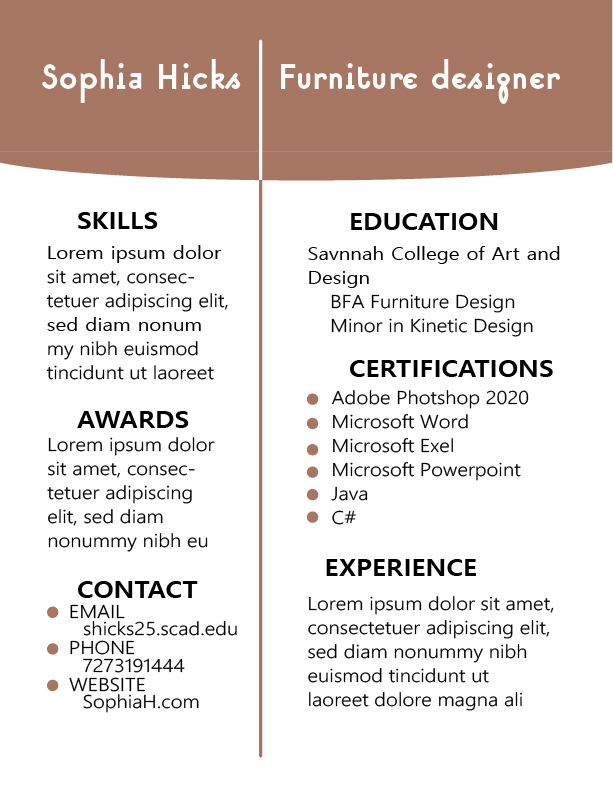 Sophia Hicks
Furniture designer
SKILLS
Lorem ipsum dolor
sit amet, consec-
tetuer adipiscing elit,
sed diam nonum
my nibh euismod
tincidunt ut laoreet
AWARDS
Lorem ipsum dolor
sit amet, consec-
tetuer adipiscing
elit, sed diam
nonummy nibh eu
CONTACT
EMAIL
shicks25.scad.edu
PHONE
7273191444
WEBSITE
SophiaH.com
EDUCATION
Savnnah College of Art and
Design
BFA Furniture Design
Minor in Kinetic Design
CERTIFICATIONS
Adobe Photshop 2020
Microsoft Word
Microsoft Exel
Microsoft Powerpoint
Java
C#
EXPERIENCE
Lorem ipsum dolor sit amet,
consectetuer adipiscing elit,
sed diam nonummy nibh
euismod tincidunt ut
laoreet dolore magna ali